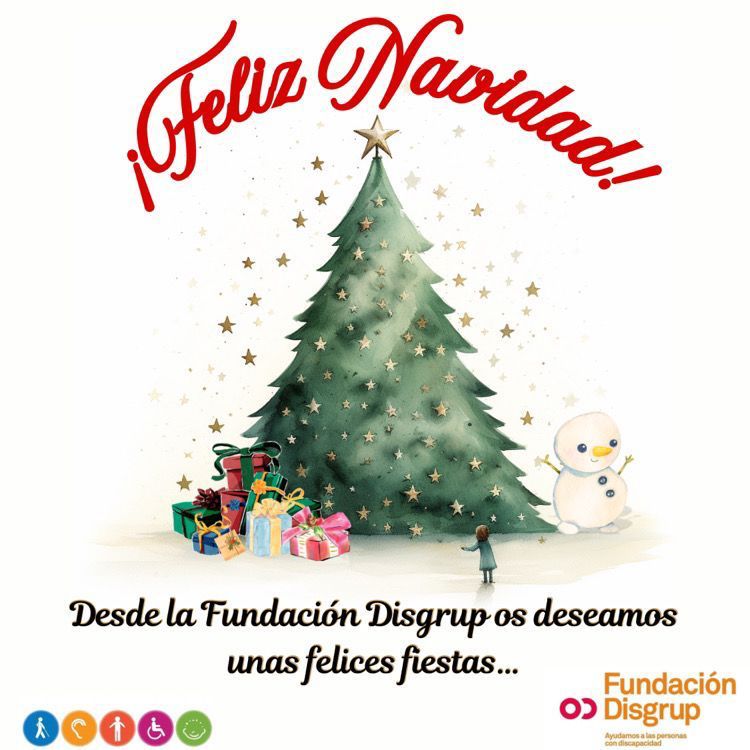 ¡Feliz Navidad!
Desde la Fundación Disgrup os deseamos
unas felices fiestas...
Fundación
Disgrup
Ayudamos a las personas
con discapacidad